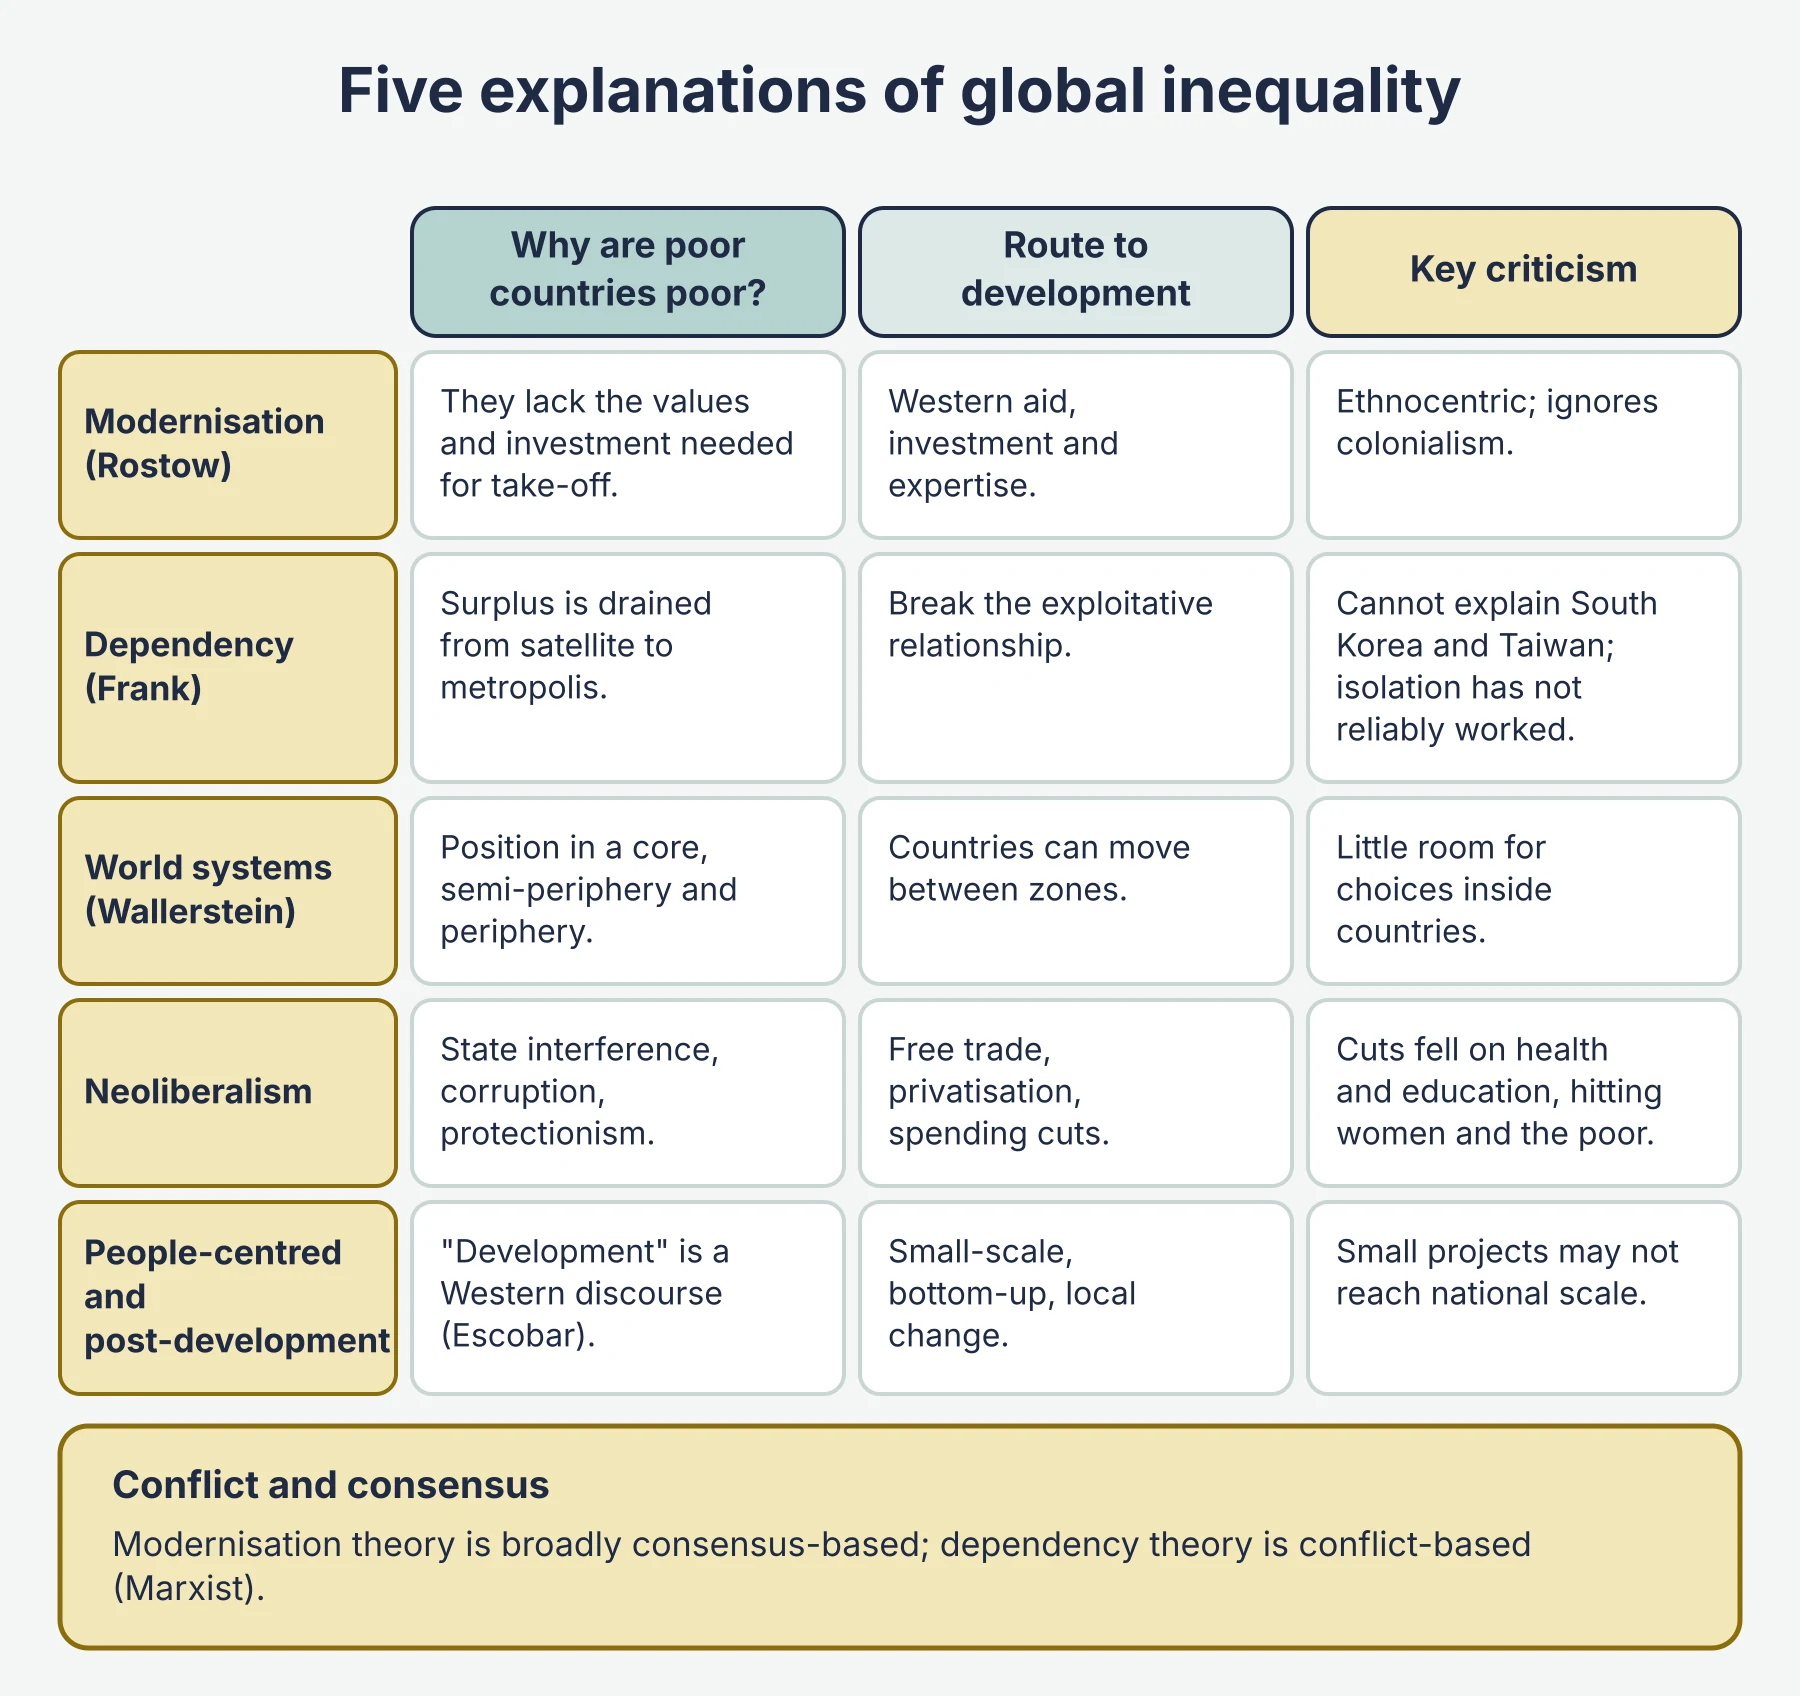 Five explanations of global inequality
Why are poor
countries poor?
Route to
development
Key criticism
Modernisation
(Rostow)
They lack the values
and investment needed
for take-off.
Western aid,
investment and
expertise.
Ethnocentric; ignores
colonialism.
Dependency
(Frank)
Surplus is drained
from satellite to
metropolis.
Break the exploitative
relationship.
Cannot explain South
Korea and Taiwan;
isolation has not
reliably worked.
World systems
(Wallerstein)
Position in a core,
semi-periphery and
periphery.
Countries can move
between zones.
Little room for
choices inside
countries.
Neoliberalism
State interference,
corruption,
protectionism.
Free trade,
privatisation,
spending cuts.
Cuts fell on health
and education, hitting
women and the poor.
People-centred
and
post-development
"Development" is a
Western discourse
(Escobar).
Small-scale,
bottom-up, local
change.
Small projects may not
reach national scale.
Conflict and consensus
Modernisation theory is broadly consensus-based; dependency theory is conflict-based
(Marxist).